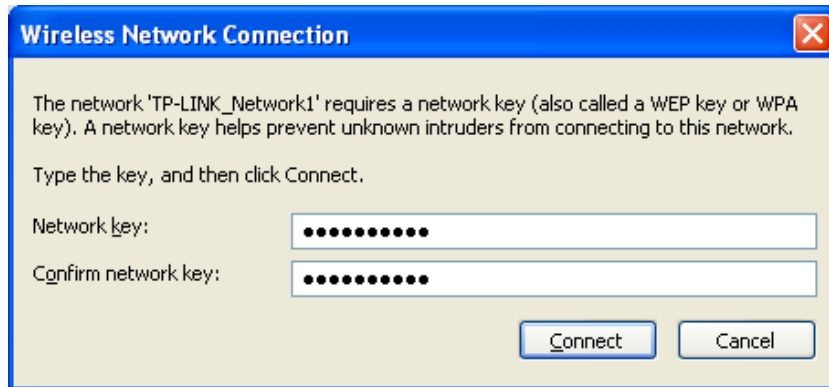 Wireless Network Connection
The network 'TP-LINK_Network1' requires a network key (also called a WEP key or WPA
key). A network key helps prevent unknown intruders from connecting to this network.
Type the key, and then click Connect.
Network key: ●●●●●●●●●●
Confirm network key: ●●●●●●●●●●
Connect Cancel